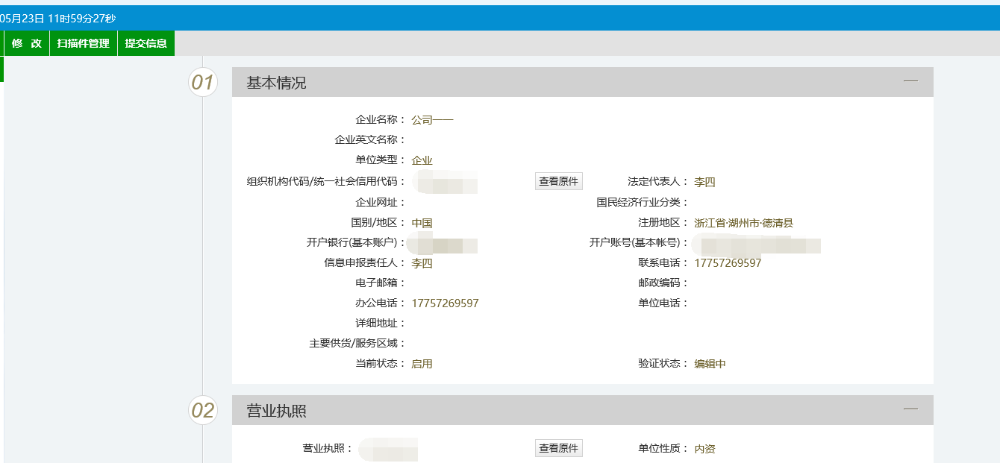 05月23日 11时59分27秒
修 改 扫描件管理 提交信息
01 基本情况
企业名称： 公司一一
企业英文名称：
单位类型： 企业
组织机构代码/统一社会信用代码： 查看原件 法定代表人： 李四
企业网址： 国民经济行业分类：
国别/地区： 中国 注册地区： 浙江省·湖州市·德清县
开户银行(基本账户)： 开户账号(基本帐号)：
信息申报责任人： 李四 联系电话： 17757269597
电子邮箱： 邮政编码：
办公电话： 17757269597 单位电话：
详细地址：
主要供货/服务区域：
当前状态： 启用 验证状态： 编辑中
02 营业执照
营业执照： 查看原件 单位性质： 内资